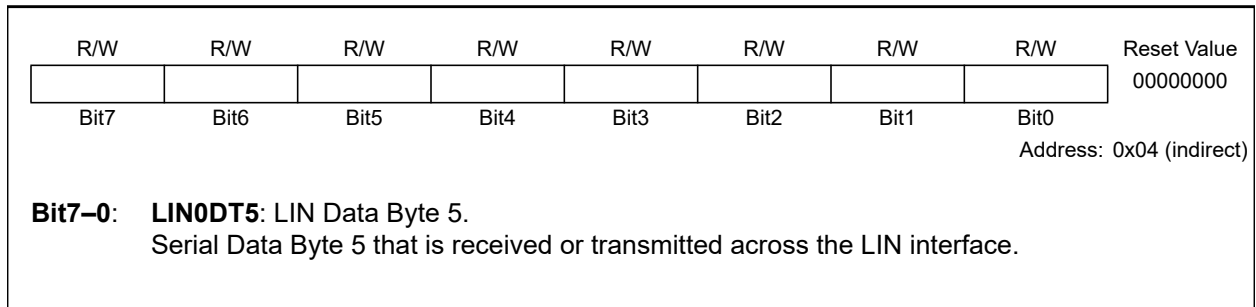 R/W R/W R/W R/W R/W R/W R/W R/W Reset Value
00000000
Bit7 Bit6 Bit5 Bit4 Bit3 Bit2 Bit1 Bit0
Address: 0x04 (indirect)
Bit7–0: LIN0DT5: LIN Data Byte 5.
Serial Data Byte 5 that is received or transmitted across the LIN interface.